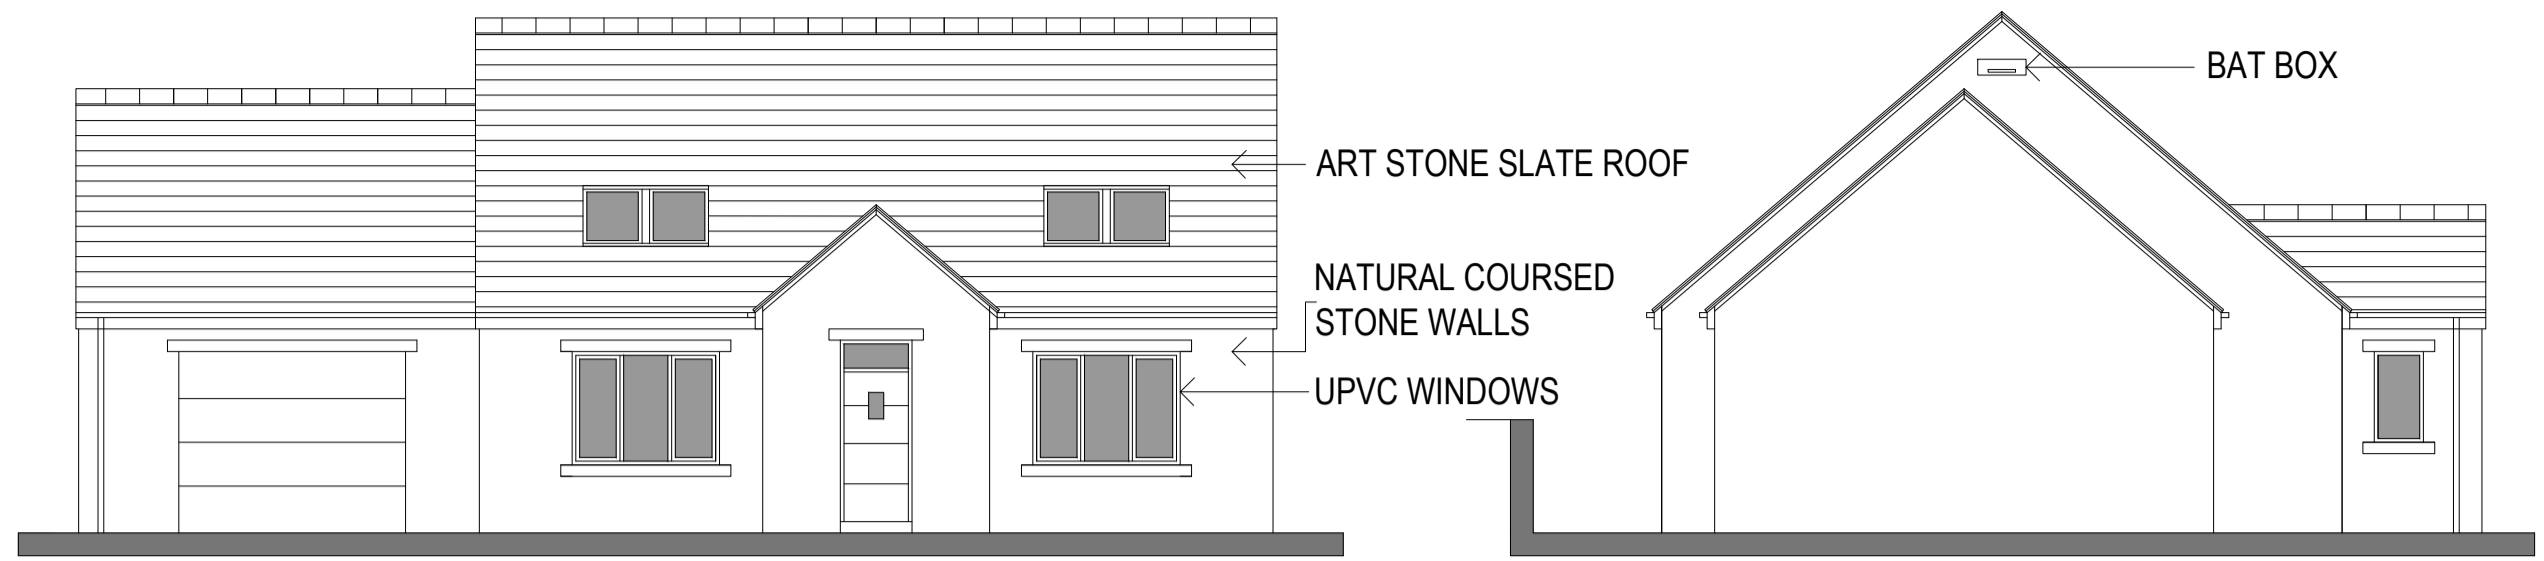 BAT BOX
ART STONE SLATE ROOF
NATURAL COURSED
STONE WALLS
UPVC WINDOWS